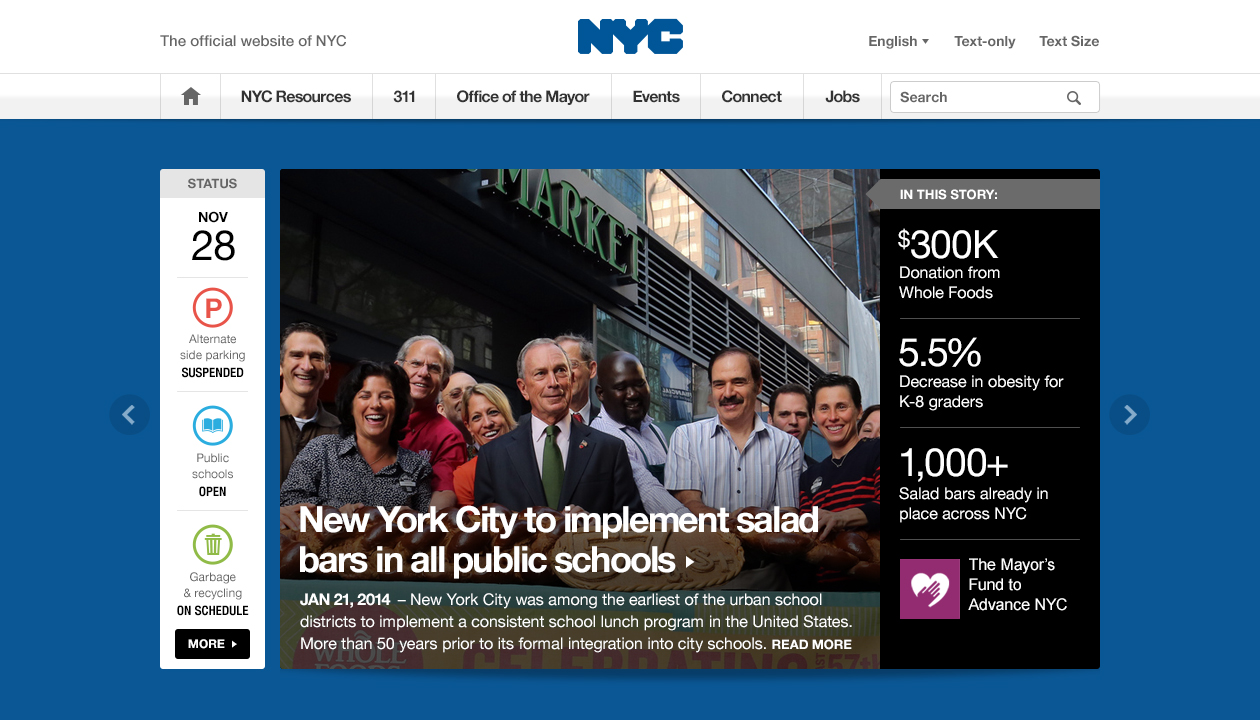 The official website of NYC
NYC
English
Text-only
Text Size
NYC Resources
311
Office of the Mayor
Events
Connect
Jobs
Search
STATUS
NOV
28
P
Alternate
side parking
SUSPENDED
Public
schools
OPEN
Garbage
& recycling
ON SCHEDULE
MORE
MARKET
New York City to implement salad
bars in all public schools
JAN 21, 2014 – New York City was among the earliest of the urban school
districts to implement a consistent school lunch program in the United States.
More than 50 years prior to its formal integration into city schools. READ MORE
WHOLE
FOODS
CELEBRATING
IN THIS STORY:
$300K
Donation from
Whole Foods
5.5%
Decrease in obesity for
K-8 graders
1,000+
Salad bars already in
place across NYC
The Mayor's
Fund to
Advance NYC